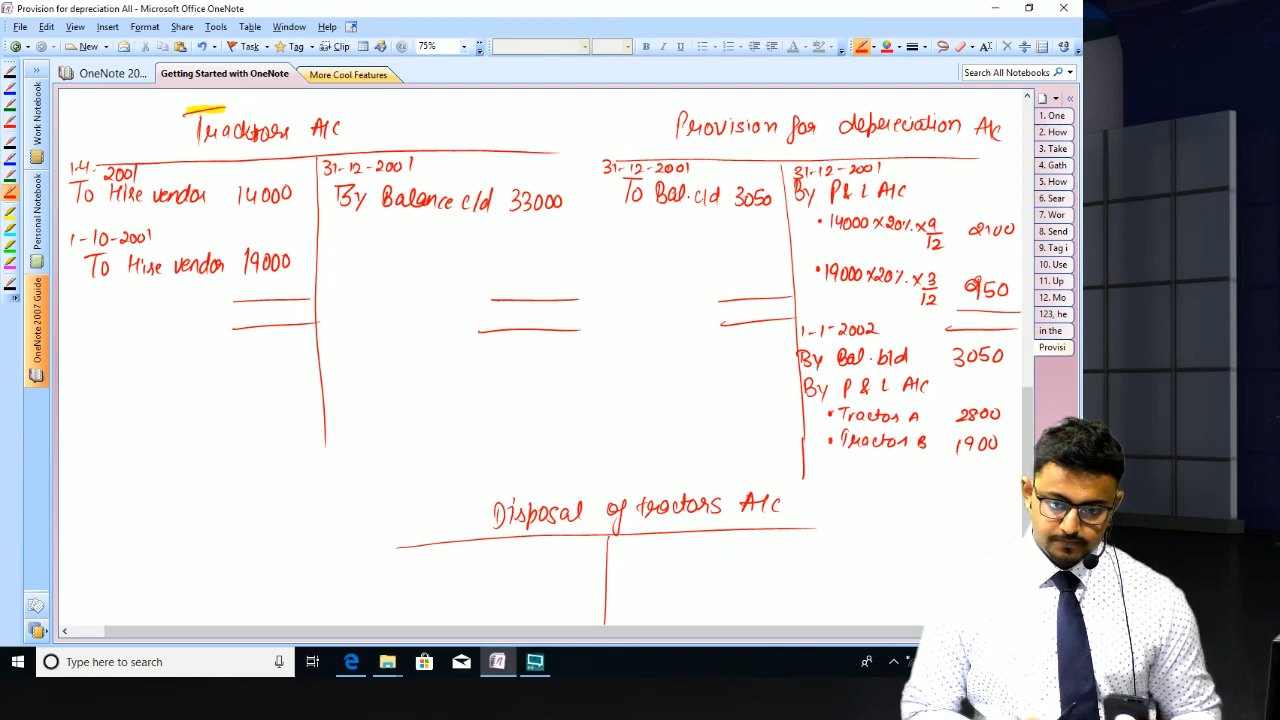 Provision for depreciation All - Microsoft Office OneNote
File Edit View Insert Format Share Tools Table Window Help
New Task Tag Clip 75%
OneNote 20... Getting Started with OneNote More Cool Features Search All Notebooks
Work Notebook
Personal Notebook
OneNote 2007 Guide
Tractors A/C
1-4-2001
To Hire vendor 14000
1-10-2001
To Hire vendor 19000
31-12-2001
By Balance c/d 33000
Provision for depreciation A/c
31-12-2001
To Bal. c/d 3050
31-12-2001
By P & L A/C
• 14000 x 20% x 9/12 2100
• 19000 x 20% x 3/12 950
1-1-2002
By Bal. b/d 3050
By P & L A/C
• Tractor A 2800
• Tractor B 1900
Disposal of tractors A/C
1. One
2. How
3. Take
4. Gath
5. How
6. Sear
7. Wor
8. Send
9. Tag i
10. Use
11. Up
12. Mo
123, he
in the
Provisi
Type here to search